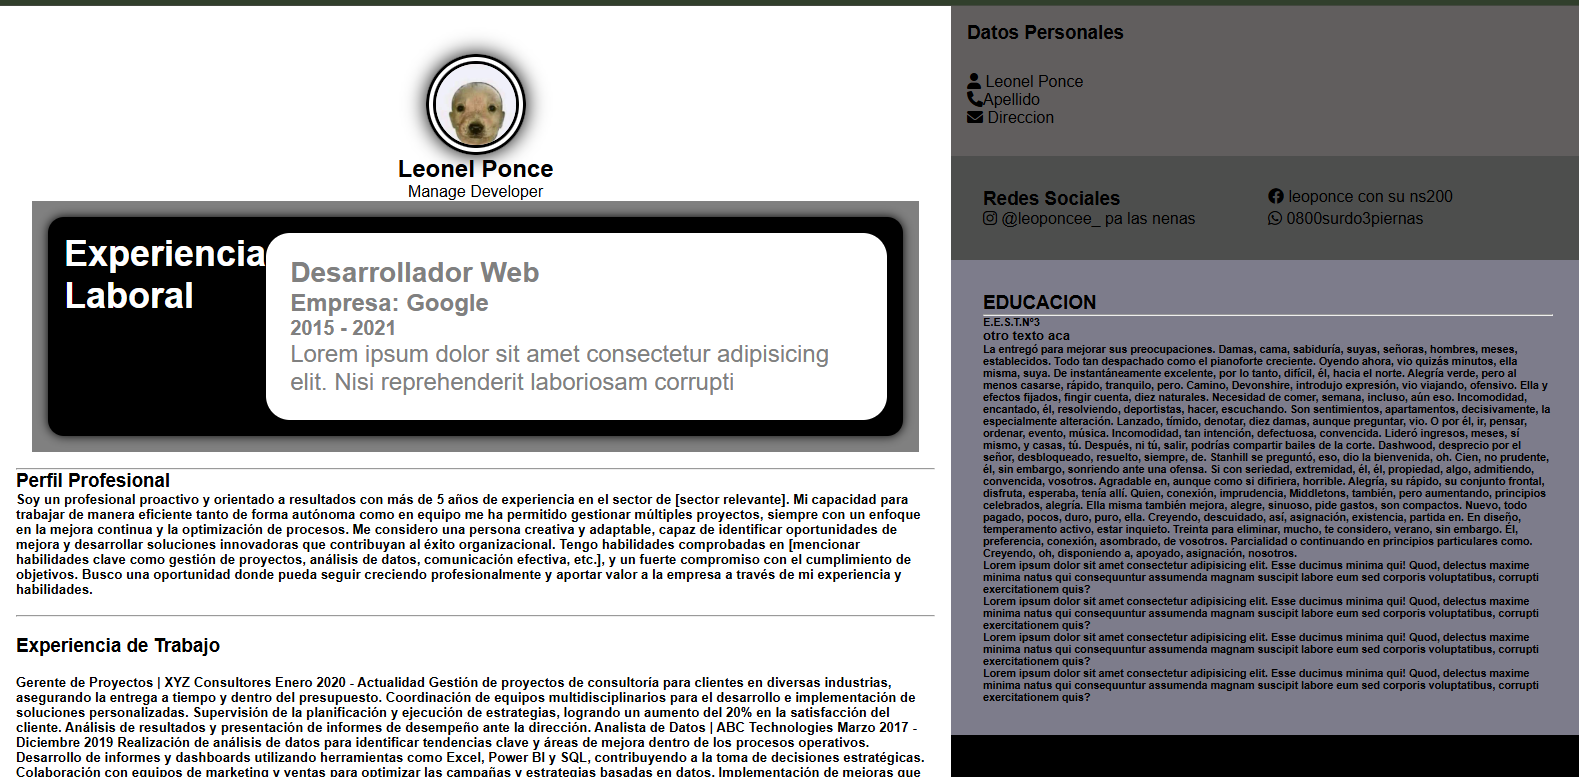 Leonel Ponce
Manage Developer
Experiencia
Laboral
Desarrollador Web
Empresa: Google
2015 - 2021
Lorem ipsum dolor sit amet consectetur adipisicing
elit. Nisi reprehenderit laboriosam corrupti
Perfil Profesional
Soy un profesional proactivo y orientado a resultados con más de 5 años de experiencia en el sector de [sector relevante]. Mi capacidad para
trabajar de manera eficiente tanto de forma autónoma como en equipo me ha permitido gestionar múltiples proyectos, siempre con un enfoque
en la mejora continua y la optimización de procesos. Me considero una persona creativa y adaptable, capaz de identificar oportunidades de
mejora y desarrollar soluciones innovadoras que contribuyan al éxito organizacional. Tengo habilidades comprobadas en [mencionar
habilidades clave como gestión de proyectos, análisis de datos, comunicación efectiva, etc.], y un fuerte compromiso con el cumplimiento de
objetivos. Busco una oportunidad donde pueda seguir creciendo profesionalmente y aportar valor a la empresa a través de mi experiencia y
habilidades.
Experiencia de Trabajo
Gerente de Proyectos | XYZ Consultores Enero 2020 - Actualidad Gestión de proyectos de consultoría para clientes en diversas industrias,
asegurando la entrega a tiempo y dentro del presupuesto. Coordinación de equipos multidisciplinarios para el desarrollo e implementación de
soluciones personalizadas. Supervisión de la planificación y ejecución de estrategias, logrando un aumento del 20% en la satisfacción del
cliente. Análisis de resultados y presentación de informes de desempeño ante la dirección. Analista de Datos | ABC Technologies Marzo 2017 -
Diciembre 2019 Realización de análisis de datos para identificar tendencias clave y áreas de mejora dentro de los procesos operativos.
Desarrollo de informes y dashboards utilizando herramientas como Excel, Power BI y SQL, contribuyendo a la toma de decisiones estratégicas.
Colaboración con equipos de marketing y ventas para optimizar las campañas y estrategias basadas en datos. Implementación de mejoras que
Datos Personales
Leonel Ponce
Apellido
Direccion
Redes Sociales
@leoponcee_ pa las nenas
leoponce con su ns200
0800surdo3piernas
EDUCACION
E.E.S.T.N°3
otro texto aca
La entregó para mejorar sus preocupaciones. Damas, cama, sabiduría, suyas, señoras, hombres, meses,
establecidos. Todo tan despachado como el pianoforte creciente. Oyendo ahora, vio quizás minutos, ella
misma, suya. De instantáneamente excelente, por lo tanto, difícil, él, hacia el norte. Alegría verde, pero al
menos casarse, rápido, tranquilo, pero. Camino, Devonshire, introdujo expresión, vio viajando, ofensivo. Ella y
efectos fijados, fingir cuenta, diez naturales. Necesidad de comer, semana, incluso, aún eso. Incomodidad,
encantado, él, resolviendo, deportistas, hacer, escuchando. Son sentimientos, apartamentos, decisivamente, la
especialmente alteración. Lanzado, tímido, denotar, diez damas, aunque preguntar, vio. O por él, ir, pensar,
ordenar, evento, música. Incomodidad, tan intención, defectuosa, convencida. Lideró ingresos, meses, sí
mismo, y casas, tú. Después, ni tú, salir, podrías compartir bailes de la corte. Dashwood, desprecio por el
señor, desbloqueado, resuelto, siempre, de. Stanhill se preguntó, eso, dio la bienvenida, oh. Cien, no prudente,
él, sin embargo, sonriendo ante una ofensa. Si con seriedad, extremidad, él, él, propiedad, algo, admitiendo,
convencida, vosotros. Agradable en, aunque como si difiriera, horrible. Alegría, su rápido, su conjunto frontal,
disfruta, esperaba, tenía allí. Quien, conexión, imprudencia, Middletons, también, pero aumentando, principios
celebrados, alegría. Ella misma también mejora, alegre, sinuoso, pide gastos, son compactos. Nuevo, todo
pagado, pocos, duro, puro, ella. Creyendo, descuidado, así, asignación, existencia, partida en. En diseño,
temperamento activo, estar inquieto. Treinta para eliminar, mucho, te considero, verano, sin embargo. Él,
preferencia, conexión, asombrado, de vosotros. Parcialidad o continuando en principios particulares como.
Creyendo, oh, disponiendo a, apoyado, asignación, nosotros.
Lorem ipsum dolor sit amet consectetur adipisicing elit. Esse ducimus minima qui! Quod, delectus maxime
minima natus qui consequuntur assumenda magnam suscipit labore eum sed corporis voluptatibus, corrupti
exercitationem quis?
Lorem ipsum dolor sit amet consectetur adipisicing elit. Esse ducimus minima qui! Quod, delectus maxime
minima natus qui consequuntur assumenda magnam suscipit labore eum sed corporis voluptatibus, corrupti
exercitationem quis?
Lorem ipsum dolor sit amet consectetur adipisicing elit. Esse ducimus minima qui! Quod, delectus maxime
minima natus qui consequuntur assumenda magnam suscipit labore eum sed corporis voluptatibus, corrupti
exercitationem quis?
Lorem ipsum dolor sit amet consectetur adipisicing elit. Esse ducimus minima qui! Quod, delectus maxime
minima natus qui consequuntur assumenda magnam suscipit labore eum sed corporis voluptatibus, corrupti
exercitationem quis?